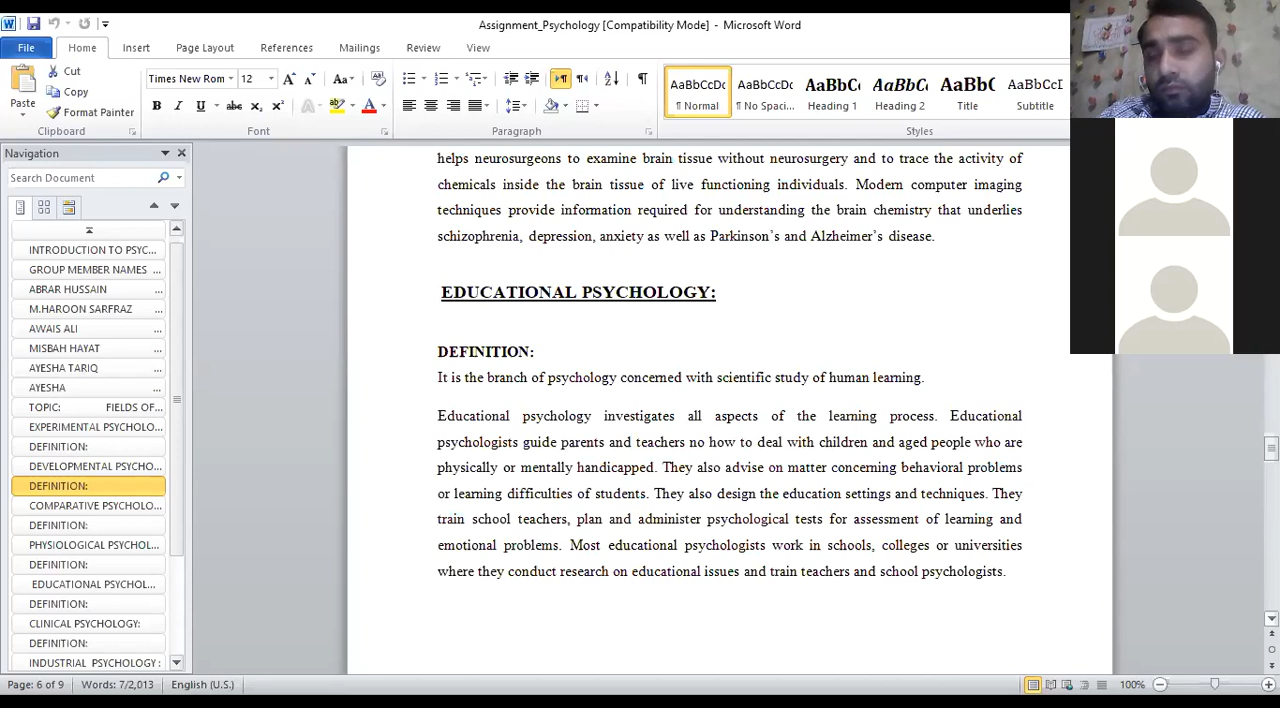 Assignment_Psychology [Compatibility Mode] - Microsoft Word
File Home Insert Page Layout References Mailings Review View
Cut
Copy
Format Painter
Paste
Times New Rom 12
AaBbCcDc AaBbCcDc AaBbC AaBbC AaBb( AaBbCcD
¶ Normal ¶ No Spaci... Heading 1 Heading 2 Title Subtitle
Clipboard Font Paragraph Styles
Navigation
Search Document
INTRODUCTION TO PSYC...
GROUP MEMBER NAMES ...
ABRAR HUSSAIN ...
M.HAROON SARFRAZ ...
AWAIS ALI ...
MISBAH HAYAT ...
AYESHA TARIQ ...
AYESHA ...
TOPIC: FIELDS OF...
EXPERIMENTAL PSYCHOLO...
DEFINITION:
DEVELOPMENTAL PSYCHO...
DEFINITION:
COMPARATIVE PSYCHOLO...
DEFINITION:
PHYSIOLOGICAL PSYCHOL...
DEFINITION:
EDUCATIONAL PSYCHOL...
DEFINITION:
CLINICAL PSYCHOLOGY:
DEFINITION:
INDUSTRIAL PSYCHOLOGY :
helps neurosurgeons to examine brain tissue without neurosurgery and to trace the activity of
chemicals inside the brain tissue of live functioning individuals. Modern computer imaging
techniques provide information required for understanding the brain chemistry that underlies
schizophrenia, depression, anxiety as well as Parkinson's and Alzheimer's disease.
EDUCATIONAL PSYCHOLOGY:
DEFINITION:
It is the branch of psychology concerned with scientific study of human learning.
Educational psychology investigates all aspects of the learning process. Educational
psychologists guide parents and teachers no how to deal with children and aged people who are
physically or mentally handicapped. They also advise on matter concerning behavioral problems
or learning difficulties of students. They also design the education settings and techniques. They
train school teachers, plan and administer psychological tests for assessment of learning and
emotional problems. Most educational psychologists work in schools, colleges or universities
where they conduct research on educational issues and train teachers and school psychologists.
Page: 6 of 9 Words: 7/2,013 English (U.S.) 100%